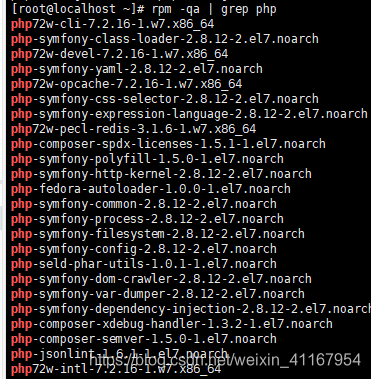 [root@localhost ~]# rpm -qa | grep php
php72w-cli-7.2.16-1.w7.x86_64
php-symfony-class-loader-2.8.12-2.el7.noarch
php72w-devel-7.2.16-1.w7.x86_64
php-symfony-yaml-2.8.12-2.el7.noarch
php72w-opcache-7.2.16-1.w7.x86_64
php-symfony-css-selector-2.8.12-2.el7.noarch
php-symfony-expression-language-2.8.12-2.el7.noarch
php72w-pecl-redis-3.1.6-1.w7.x86_64
php-composer-spdx-licenses-1.5.1-1.el7.noarch
php-symfony-polyfill-1.5.0-1.el7.noarch
php-symfony-http-kernel-2.8.12-2.el7.noarch
php-fedora-autoloader-1.0.0-1.el7.noarch
php-symfony-common-2.8.12-2.el7.noarch
php-symfony-process-2.8.12-2.el7.noarch
php-symfony-filesystem-2.8.12-2.el7.noarch
php-symfony-config-2.8.12-2.el7.noarch
php-seld-phar-utils-1.0.1-1.el7.noarch
php-symfony-dom-crawler-2.8.12-2.el7.noarch
php-symfony-var-dumper-2.8.12-2.el7.noarch
php-symfony-dependency-injection-2.8.12-2.el7.noarch
php-composer-xdebug-handler-1.3.2-1.el7.noarch
php-composer-semver-1.5.0-1.el7.noarch
php-jsonlint-1.6.1-1.el7.noarch
https://blog.csdn.net/weixin_41167954
php72w-intl-7.2.16-1.w7.x86_64